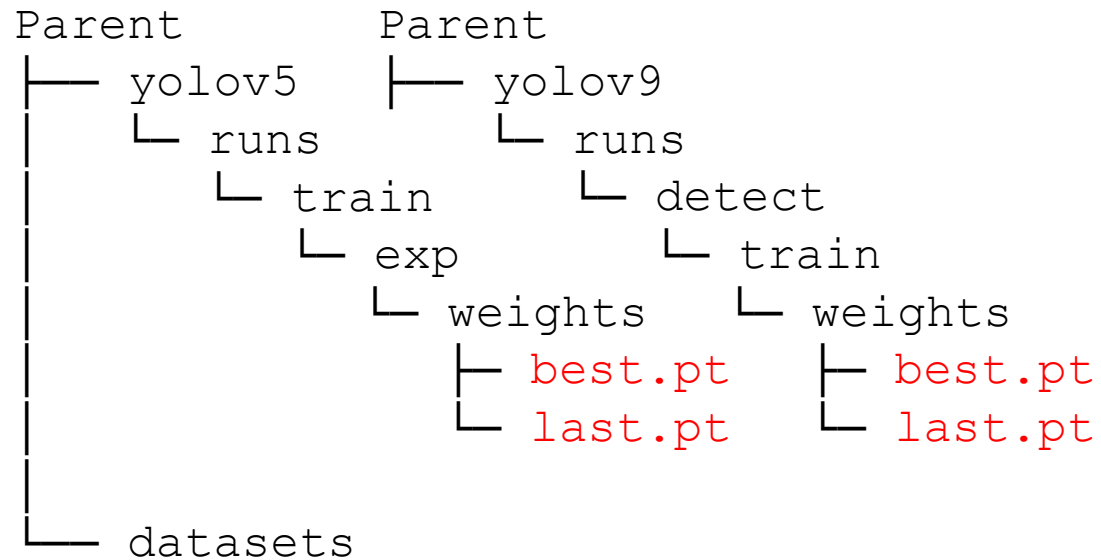 Parent Parent
├── yolov5 ├── yolov9
│ └─ runs └─ runs
│ └─ train └─ detect
│ └─ exp └─ train
│ └─ weights └─ weights
│ ├─ best.pt ├─ best.pt
│ └─ last.pt └─ last.pt
│
└── datasets